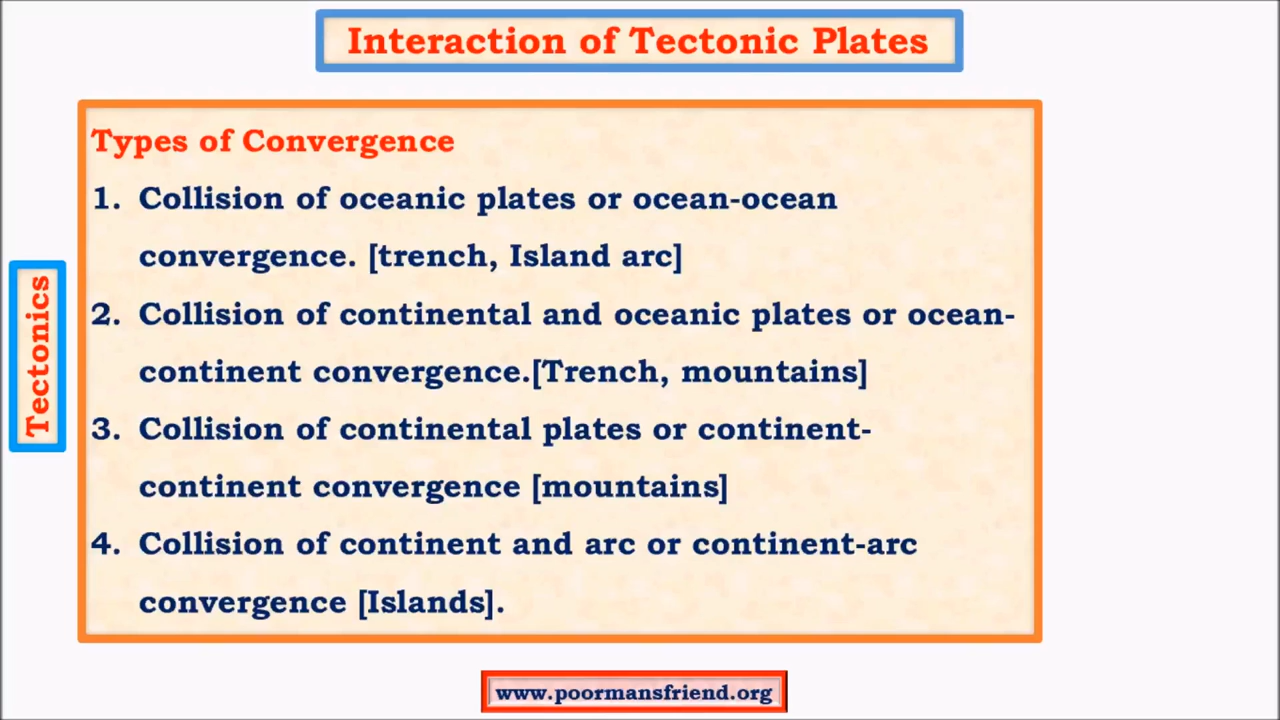 Interaction of Tectonic Plates
Types of Convergence
1. Collision of oceanic plates or ocean-ocean
convergence. [trench, Island arc]
2. Collision of continental and oceanic plates or ocean-
continent convergence.[Trench, mountains]
3. Collision of continental plates or continent-
continent convergence [mountains]
4. Collision of continent and arc or continent-arc
convergence [Islands].
Tectonics
www.poormansfriend.org